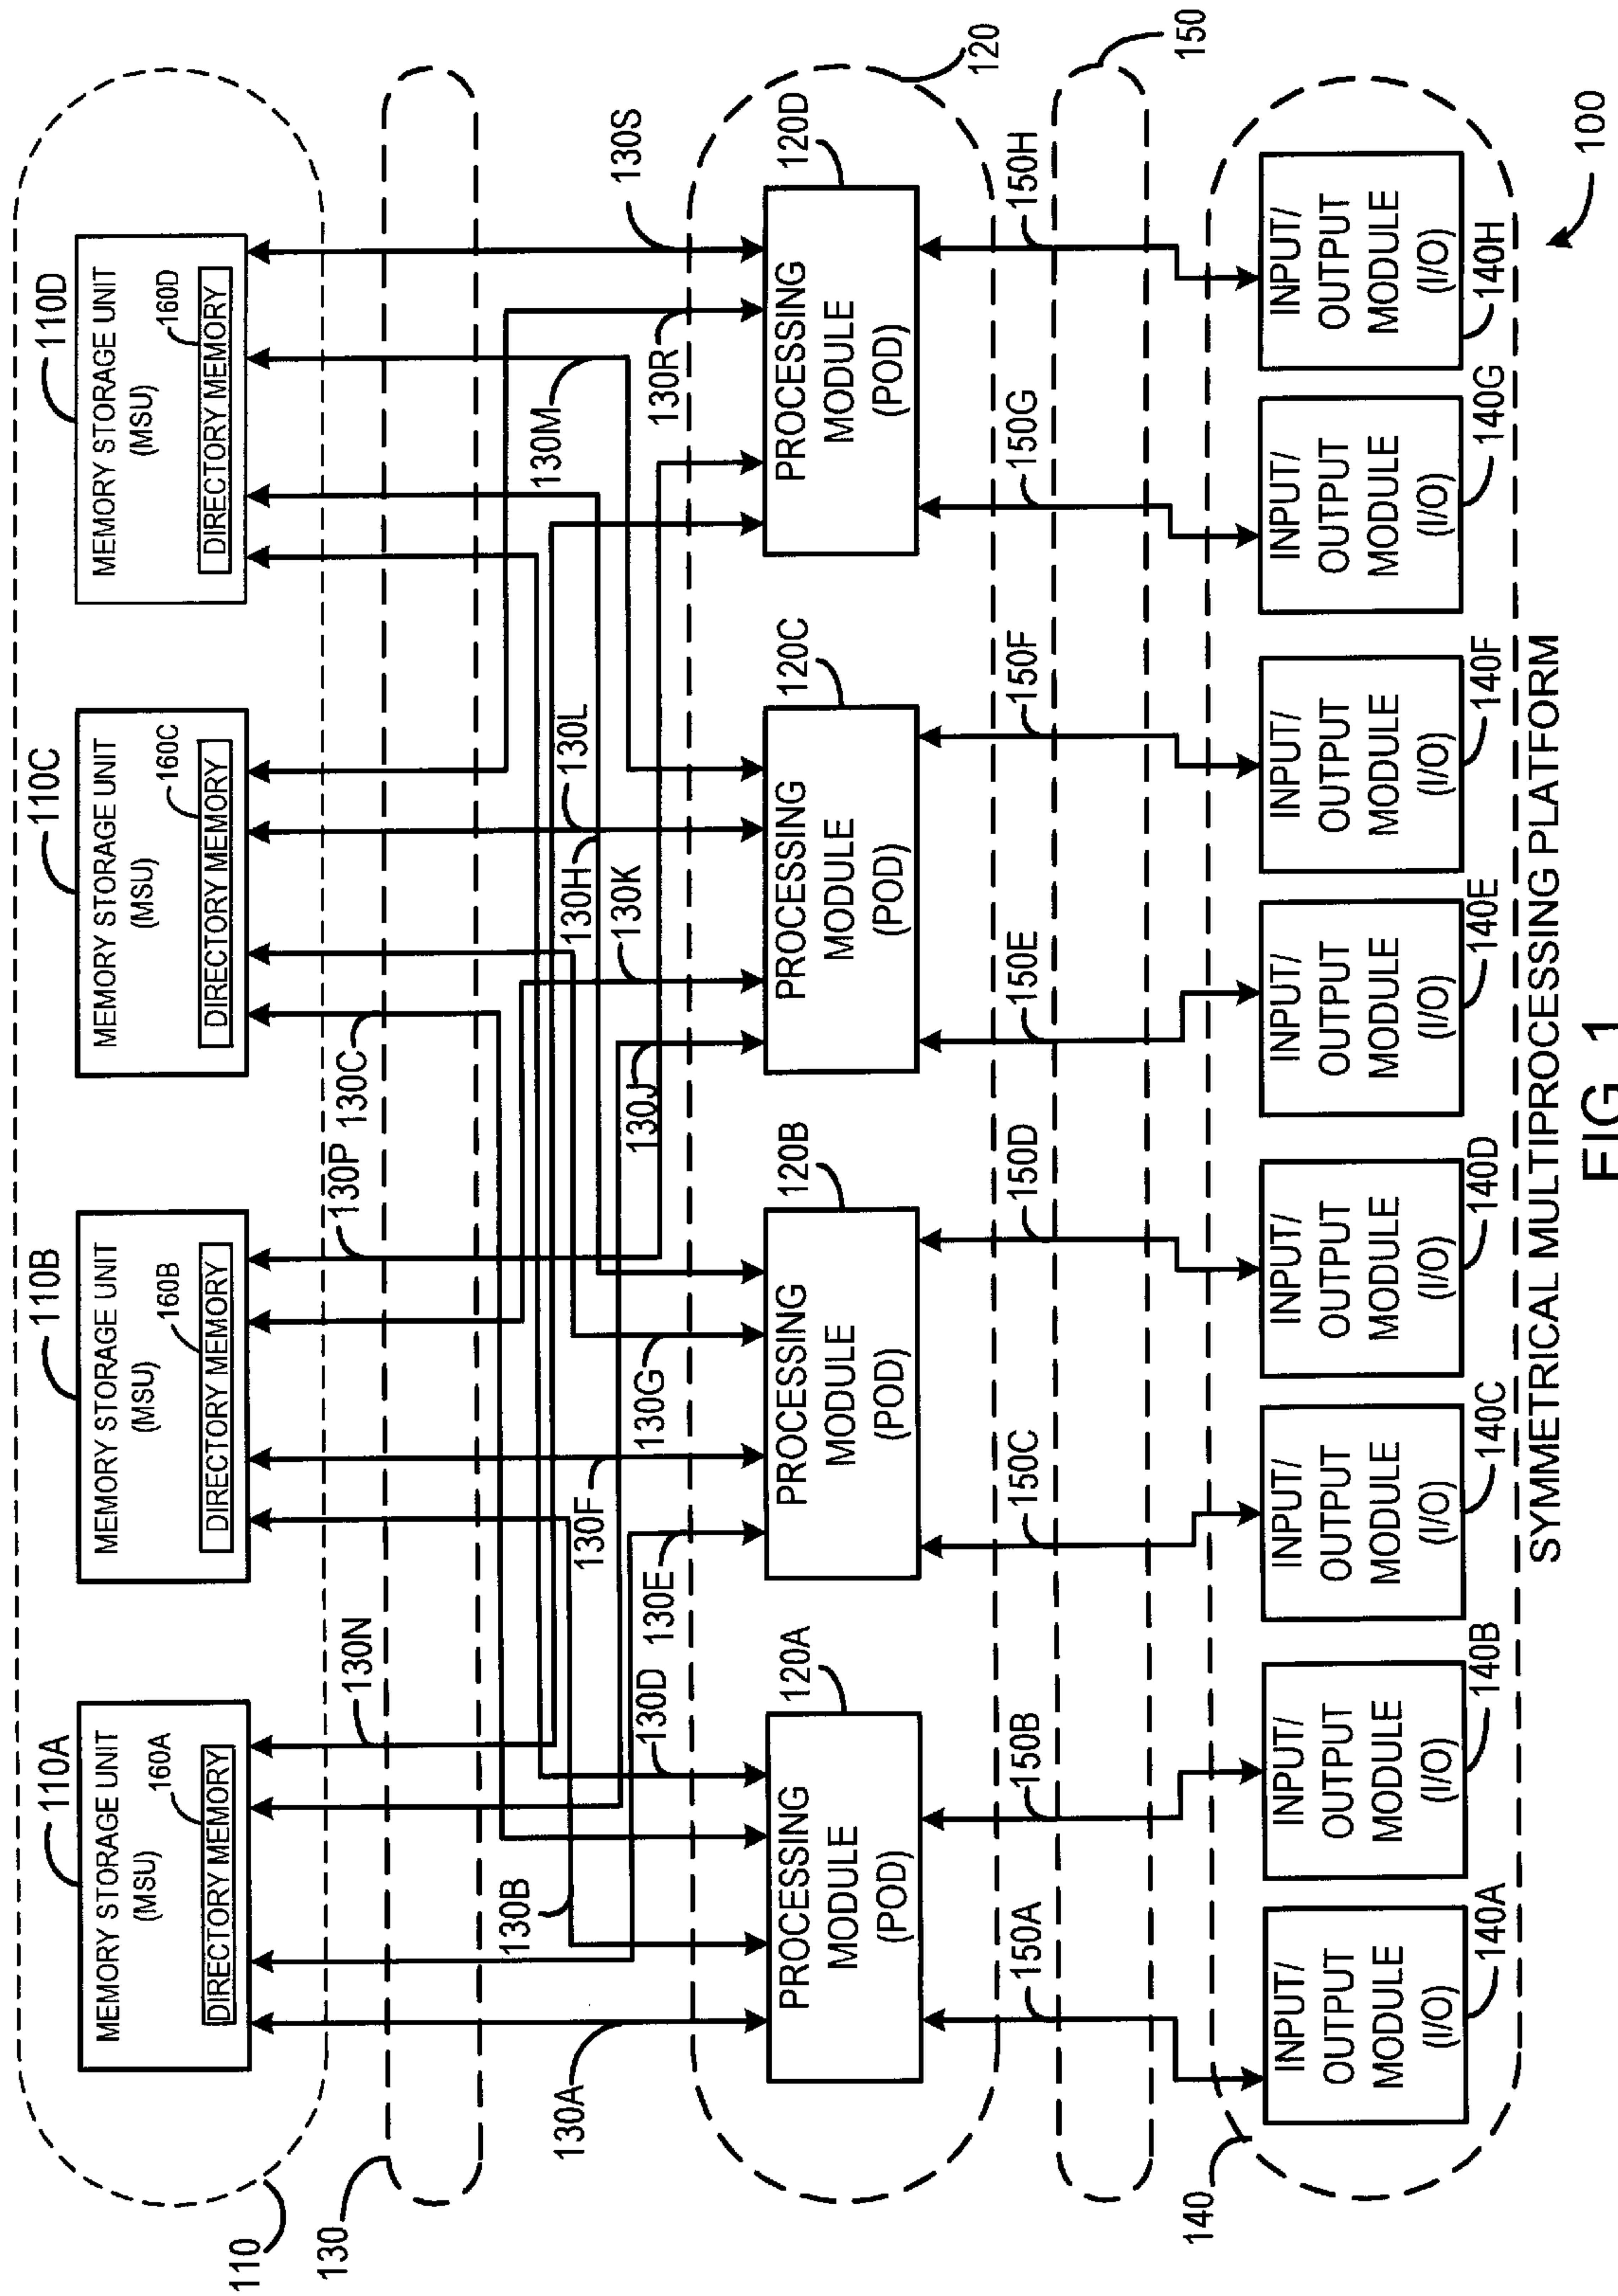 110
110A
MEMORY STORAGE UNIT
(MSU)
160A
DIRECTORY MEMORY
110B
MEMORY STORAGE UNIT
(MSU)
160B
DIRECTORY MEMORY
110C
MEMORY STORAGE UNIT
(MSU)
160C
DIRECTORY MEMORY
110D
MEMORY STORAGE UNIT
(MSU)
160D
DIRECTORY MEMORY
130
130N
130P
130C
130A
130B
130D
130E
130F
130G
130J
130K
130H
130L
130M
130R
130S
120
120A
PROCESSING
MODULE
(POD)
120B
PROCESSING
MODULE
(POD)
120C
PROCESSING
MODULE
(POD)
120D
PROCESSING
MODULE
(POD)
150A
150B
150C
150D
150E
150F
150G
150H
150
140
INPUT/
OUTPUT
MODULE
(I/O)
140A
INPUT/
OUTPUT
MODULE
(I/O)
140B
INPUT/
OUTPUT
MODULE
(I/O)
140C
INPUT/
OUTPUT
MODULE
(I/O)
140D
INPUT/
OUTPUT
MODULE
(I/O)
140E
INPUT/
OUTPUT
MODULE
(I/O)
140F
INPUT/
OUTPUT
MODULE
(I/O)
140G
INPUT/
OUTPUT
MODULE
(I/O)
140H
100
SYMMETRICAL MULTIPROCESSING PLATFORM
FIG. 1